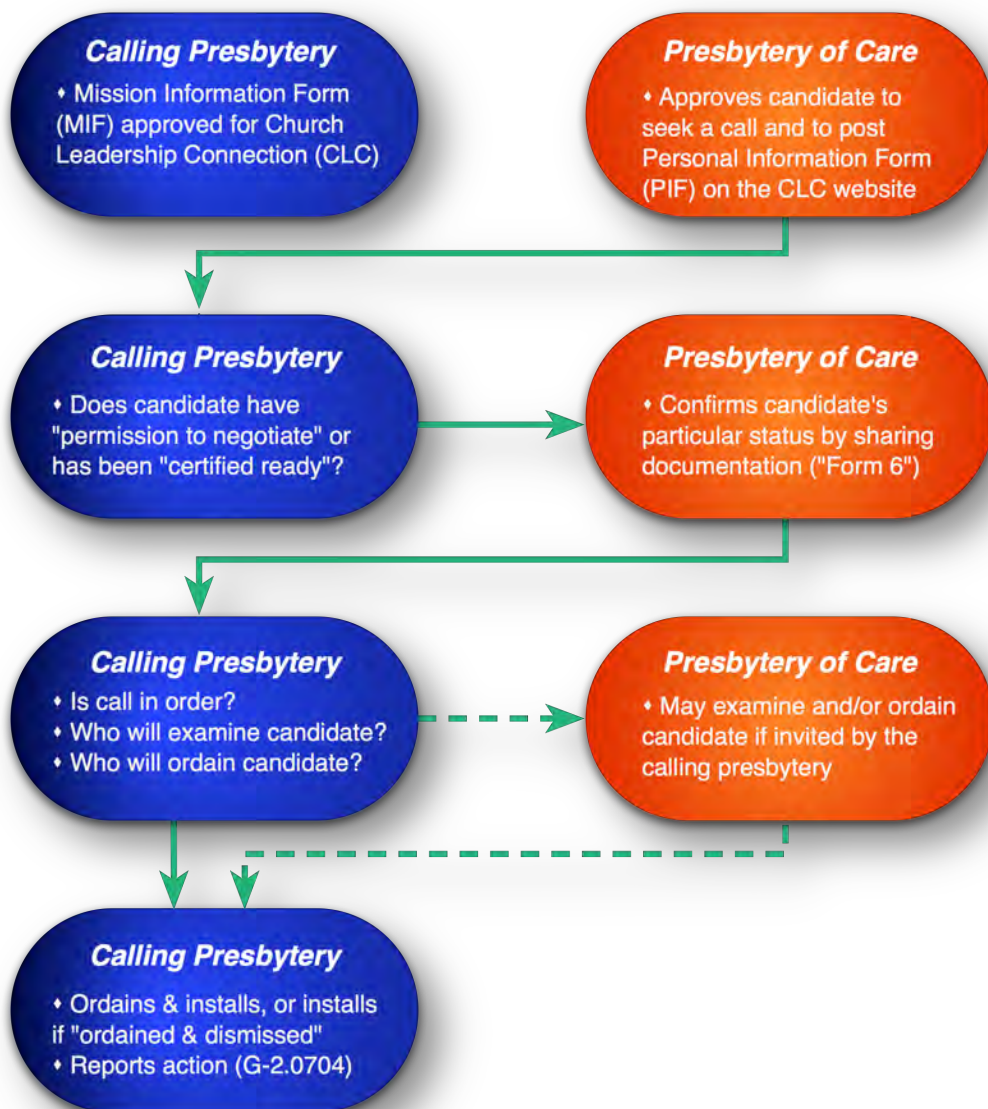 Calling Presbytery
♦ Mission Information Form
(MIF) approved for Church
Leadership Connection (CLC)
Presbytery of Care
♦ Approves candidate to
seek a call and to post
Personal Information Form
(PIF) on the CLC website
Calling Presbytery
♦ Does candidate have
"permission to negotiate" or
has been "certified ready"?
Presbytery of Care
♦ Confirms candidate's
particular status by sharing
documentation ("Form 6")
Calling Presbytery
♦ Is call in order?
♦ Who will examine candidate?
♦ Who will ordain candidate?
Presbytery of Care
♦ May examine and/or ordain
candidate if invited by the
calling presbytery
Calling Presbytery
♦ Ordains & installs, or installs
if "ordained & dismissed"
♦ Reports action (G-2.0704)